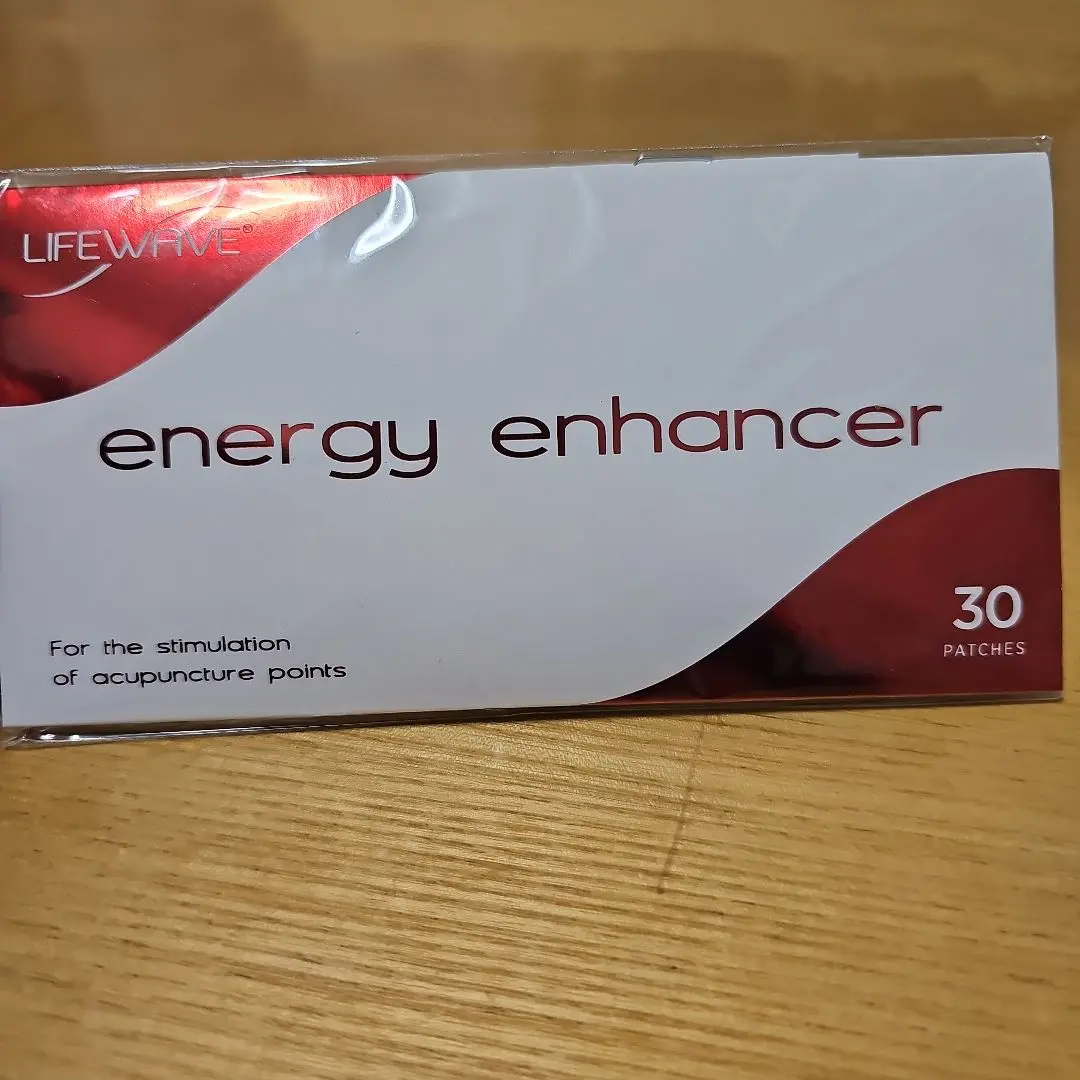 LIFEWAVE®
energy enhancer
For the stimulation
of acupuncture points
30
PATCHES